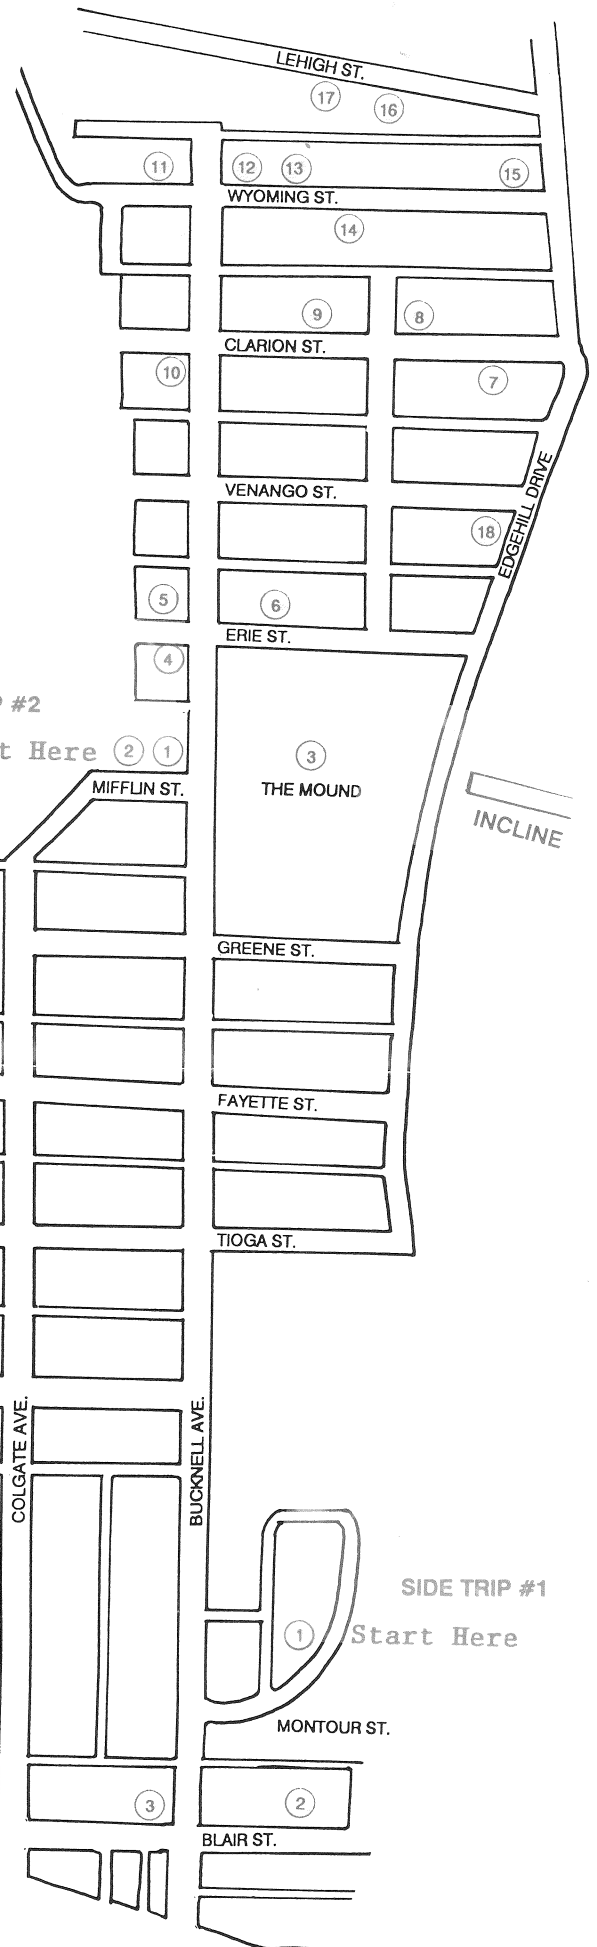 LEHIGH ST.
17
16
11
12
13
15
WYOMING ST.
14
9
8
CLARION ST.
10
7
VENANGO ST.
EDGEHILL DRIVE
18
5
6
ERIE ST.
4
#2
t Here
2
1
3
MIFFLIN ST.
THE MOUND
INCLINE
GREENE ST.
FAYETTE ST.
TIOGA ST.
COLGATE AVE.
BUCKNELL AVE.
SIDE TRIP #1
1
Start Here
MONTOUR ST.
3
2
BLAIR ST.